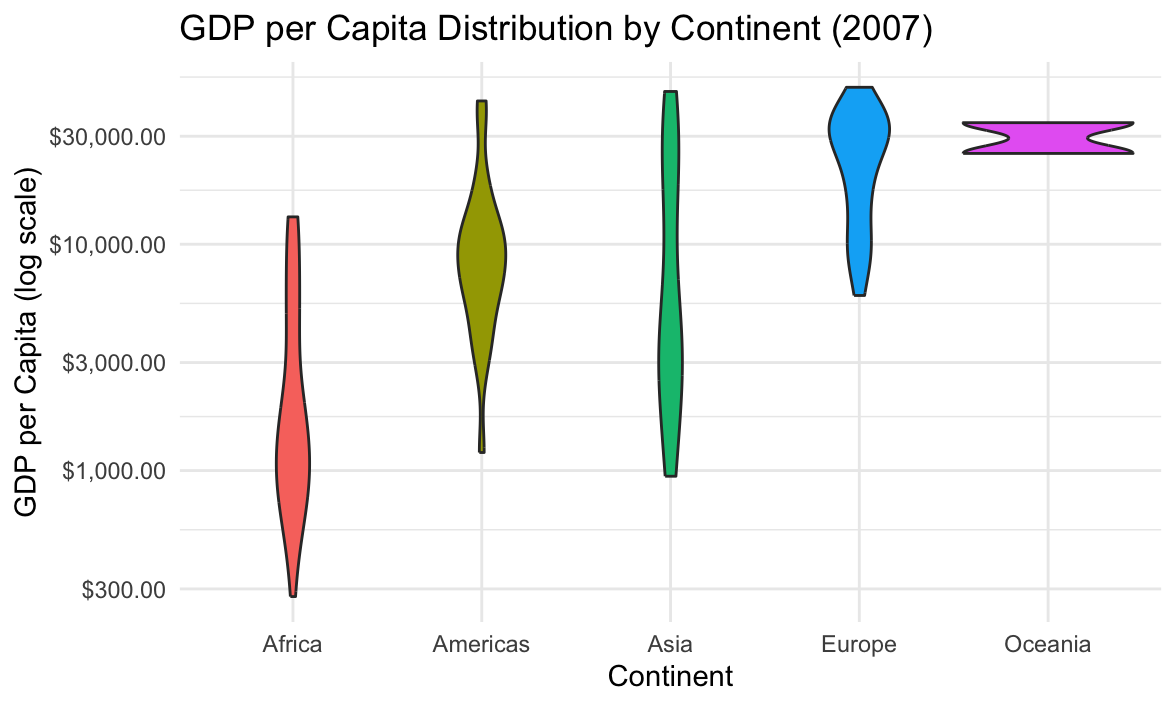 GDP per Capita Distribution by Continent (2007)
GDP per Capita (log scale)
$30,000.00
$10,000.00
$3,000.00
$1,000.00
$300.00
Africa Americas Asia Europe Oceania
Continent